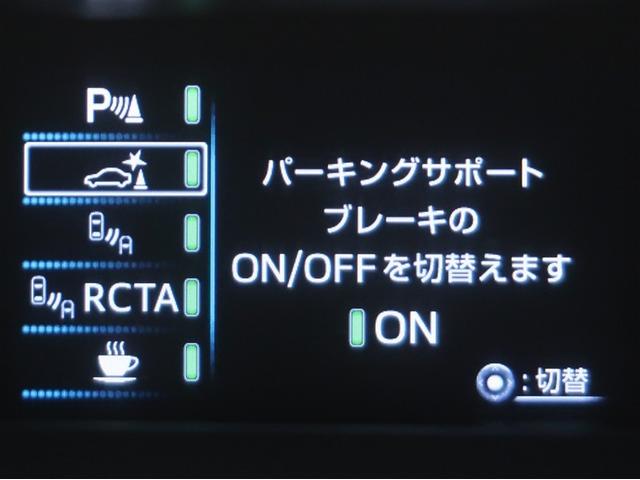 P
RCTA
パーキングサポート
ブレーキの
ON/OFFを切替えます
ON
:切替